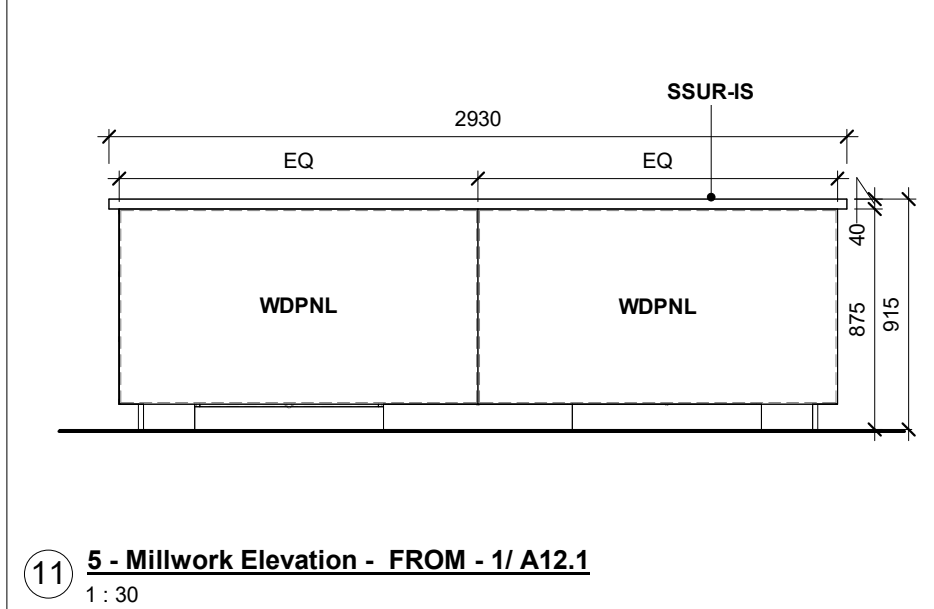 SSUR-IS
2930
EQ
EQ
40
WDPNL
WDPNL
875
915
11
5 - Millwork Elevation - FROM - 1/ A12.1
1 : 30